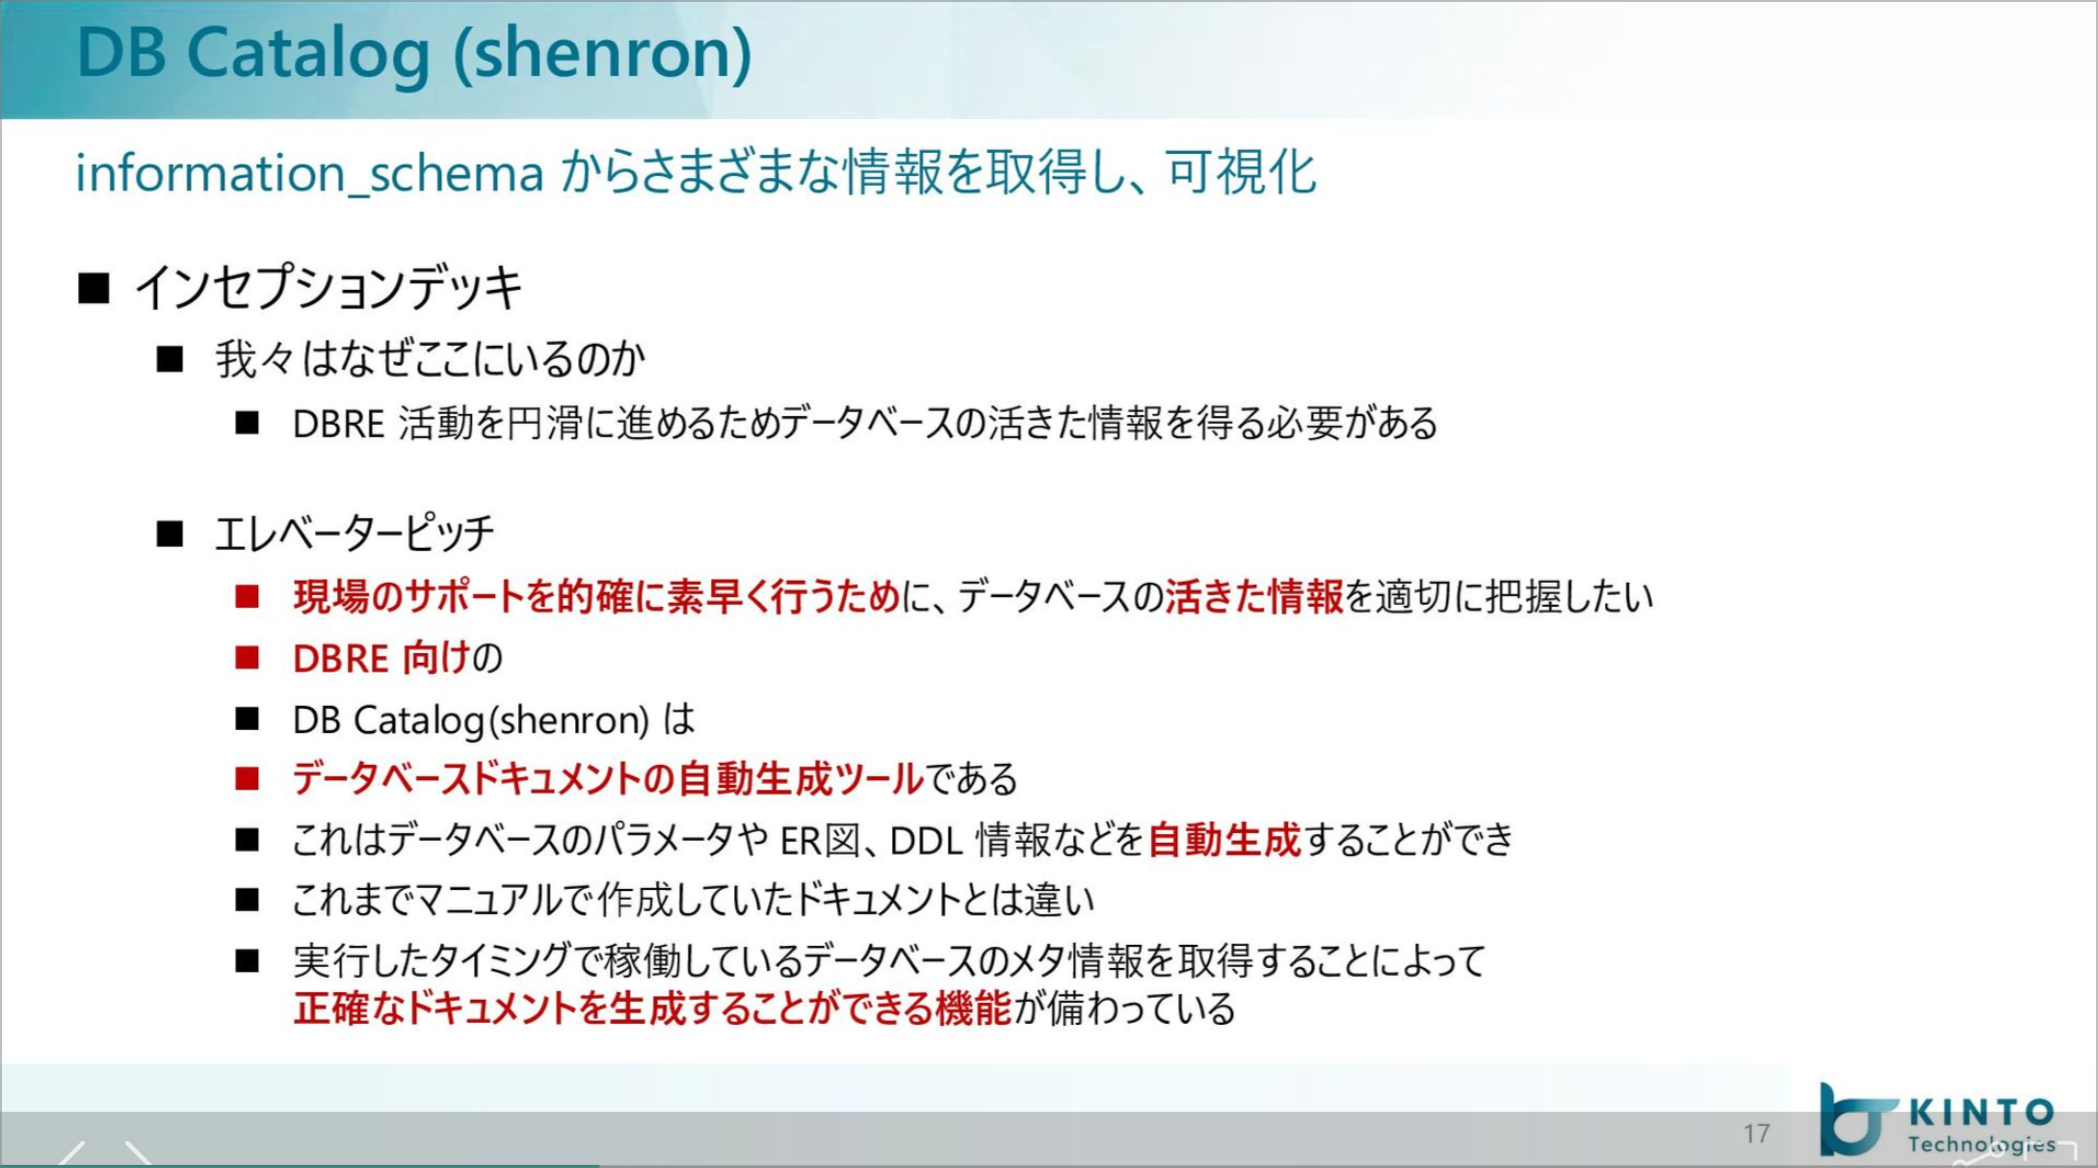 DB Catalog (shenron)
information_schema からさまざまな情報を取得し、可視化
■ インセプションデッキ
■ 我々はなぜここにいるのか
■ DBRE 活動を円滑に進めるためデータベースの活きた情報を得る必要がある
■ エレベーターピッチ
■ 現場のサポートを的確に素早く行うために、データベースの活きた情報を適切に把握したい
■ DBRE 向けの
■ DB Catalog(shenron) は
■ データベースドキュメントの自動生成ツールである
■ これはデータベースのパラメータや ER図、DDL 情報などを自動生成することができ
■ これまでマニュアルで作成していたドキュメントとは違い
■ 実行したタイミングで稼働しているデータベースのメタ情報を取得することによって
正確なドキュメントを生成することができる機能が備わっている
17
KINTO
Technologies